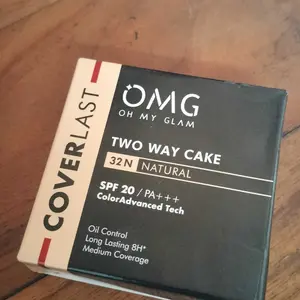 COVERLAST
OMG
OH MY GLAM
TWO WAY CAKE
32N NATURAL
SPF 20 / PA+++
ColorAdvanced Tech
Oil Control
Long Lasting 8H*
Medium Coverage